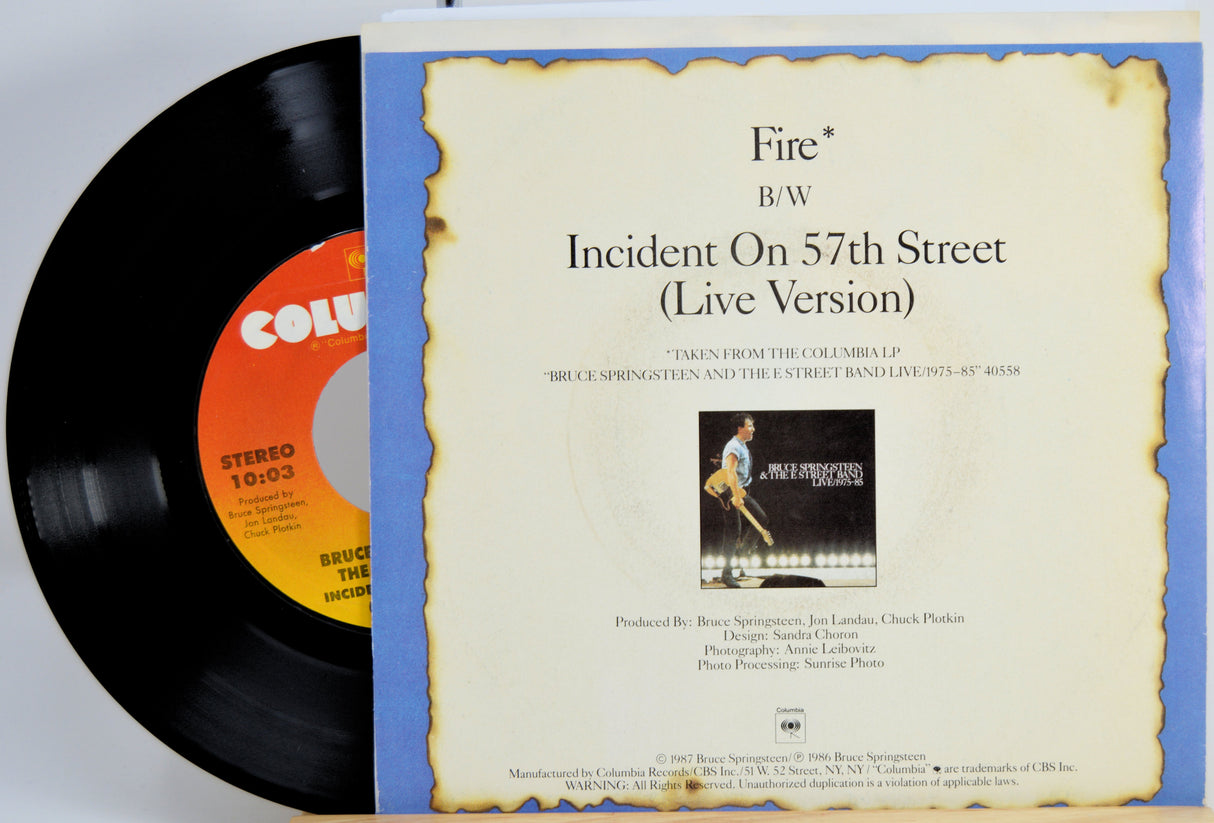 COLU
® "Columb
STEREO
10:03
Produced by
Bruce Springsteen,
Jon Landau,
Chuck Plotkin
BRUCE
THE
INCIDE
Fire*
B/W
Incident On 57th Street
(Live Version)
*TAKEN FROM THE COLUMBIA LP
"BRUCE SPRINGSTEEN AND THE E STREET BAND LIVE/1975–85" 40558
BRUCE SPRINGSTEEN
& THE E STREET BAND
LIVE/1975–85
Produced By: Bruce Springsteen, Jon Landau, Chuck Plotkin
Design: Sandra Choron
Photography: Annie Leibovitz
Photo Processing: Sunrise Photo
Columbia
© 1987 Bruce Springsteen/ ℗ 1986 Bruce Springsteen
Manufactured by Columbia Records/CBS Inc./51 W. 52 Street, NY, NY / "Columbia" are trademarks of CBS Inc.
WARNING: All Rights Reserved. Unauthorized duplication is a violation of applicable laws.